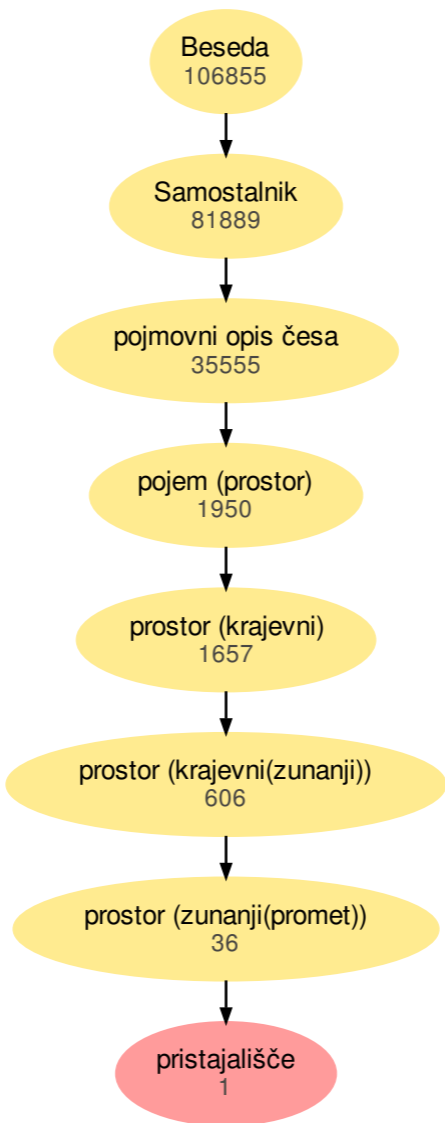 Beseda
106855
Samostalnik
81889
pojmovni opis česa
35555
pojem (prostor)
1950
prostor (krajevni)
1657
prostor (krajevni(zunanji))
606
prostor (zunanji(promet))
36
pristajališče
1